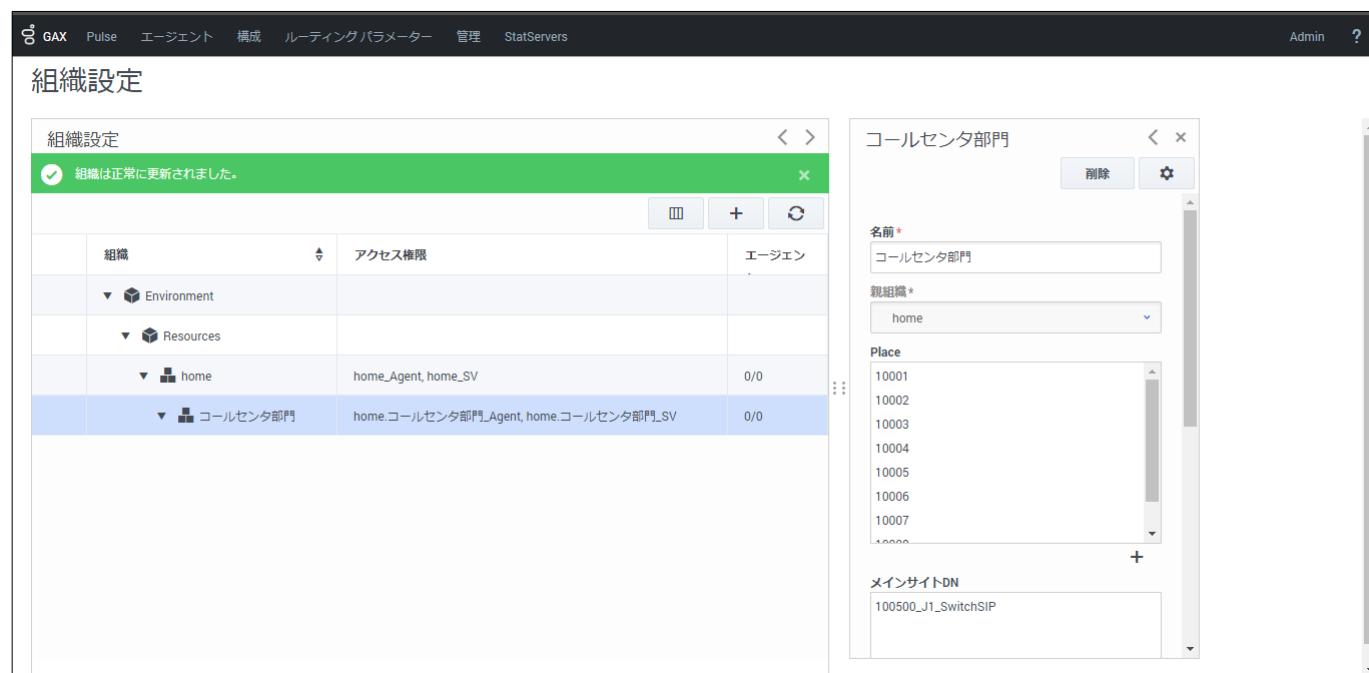 GAX Pulse エージェント 構成 ルーティングパラメーター 管理 StatServers Admin ?
組織設定
組織設定
組織は正常に更新されました。
組織 アクセス権限 エージェン
Environment
Resources
home home_Agent, home_SV 0/0
コールセンタ部門 home.コールセンタ部門_Agent, home.コールセンタ部門_SV 0/0
コールセンタ部門
削除
名前*
コールセンタ部門
親組織*
home
Place
10001
10002
10003
10004
10005
10006
10007
メインサイトDN
100500_J1_SwitchSIP